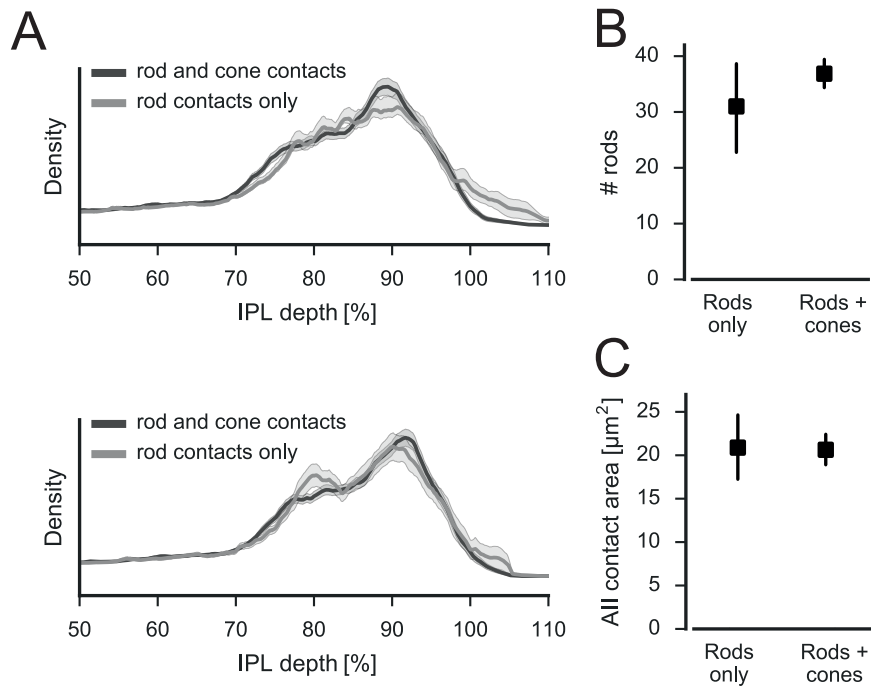 A
rod and cone contacts
rod contacts only
Density
50 60 70 80 90 100 110
IPL depth [%]
rod and cone contacts
rod contacts only
Density
50 60 70 80 90 100 110
IPL depth [%]
B
# rods
40
30
20
10
0
Rods only
Rods + cones
C
AII contact area [µm²]
25
20
15
10
5
0
Rods only
Rods + cones